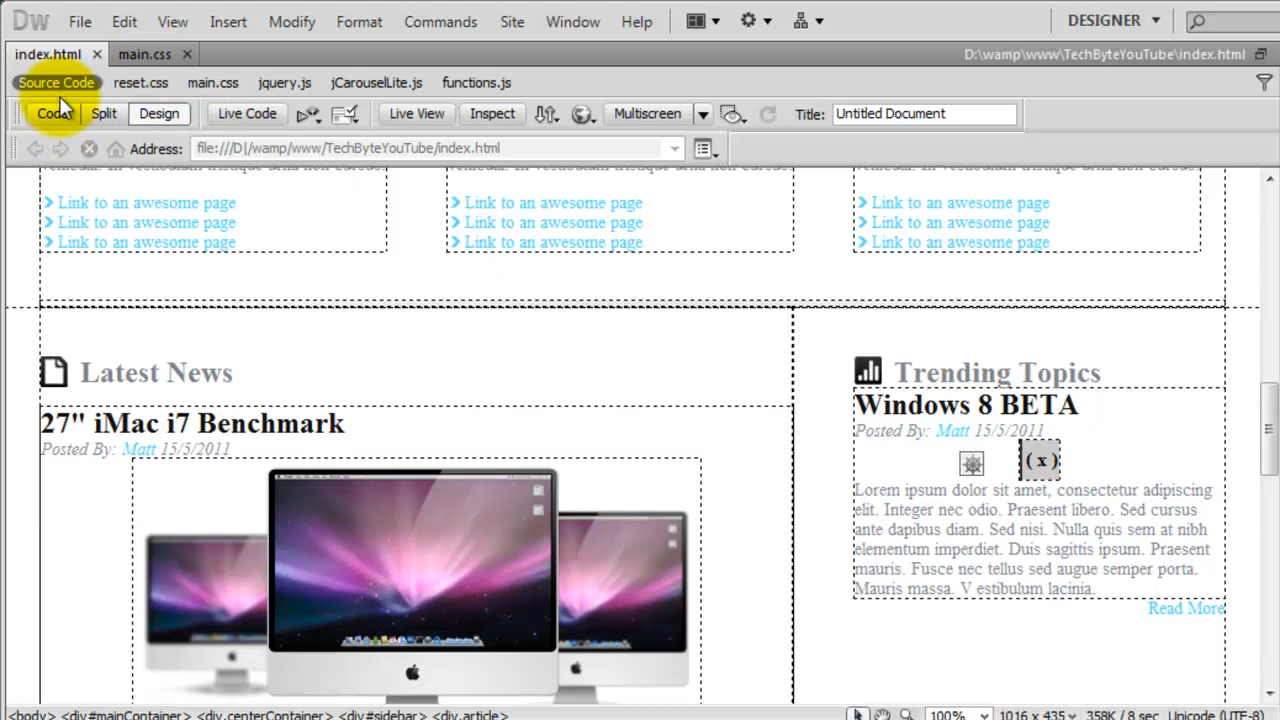 Dw File Edit View Insert Modify Format Commands Site Window Help DESIGNER
index.html main.css D:\wamp\www\TechByteYouTube\index.html
Source Code reset.css main.css jquery.js jCarouselLite.js functions.js
Code Split Design Live Code Live View Inspect Multiscreen Title: Untitled Document
Address: file:///D|/wamp/www/TechByteYouTube/index.html
Link to an awesome page Link to an awesome page Link to an awesome page
Link to an awesome page Link to an awesome page Link to an awesome page
Link to an awesome page Link to an awesome page Link to an awesome page
Latest News
27" iMac i7 Benchmark
Posted By: Matt 15/5/2011
Trending Topics
Windows 8 BETA
Posted By: Matt 15/5/2011
( x )
Lorem ipsum dolor sit amet, consectetur adipiscing
elit. Integer nec odio. Praesent libero. Sed cursus
ante dapibus diam. Sed nisi. Nulla quis sem at nibh
elementum imperdiet. Duis sagittis ipsum. Praesent
mauris. Fusce nec tellus sed augue semper porta.
Mauris massa. V estibulum lacinia.
Read More
<body> <div#mainContainer> <div.centerContainer> <div#sidebar> <div.article> 100% 1016 x 435 358K / 8 sec Unicode (UTF-8)